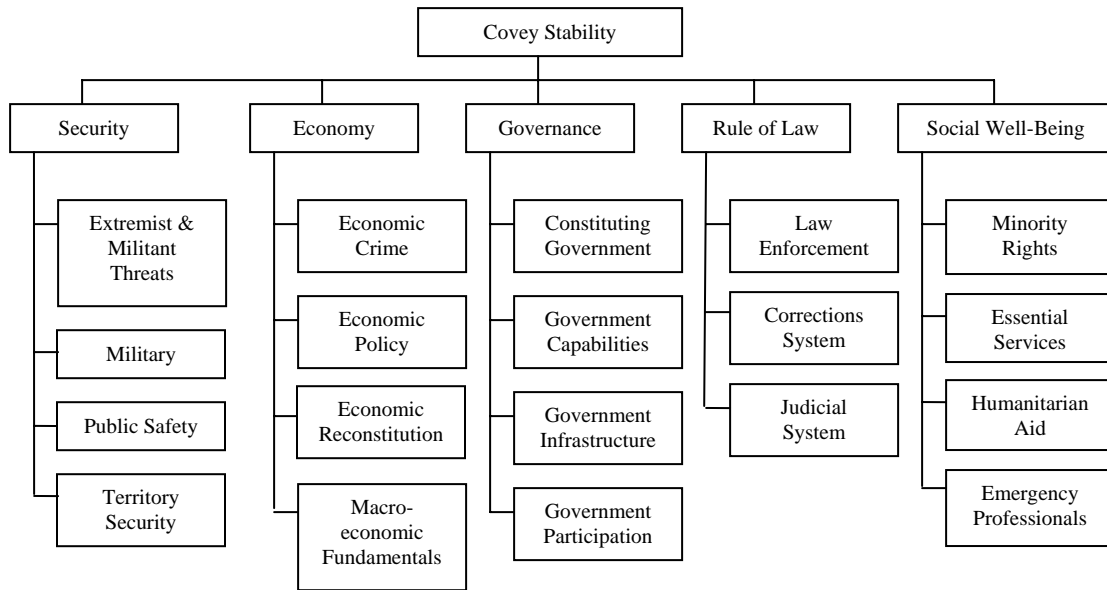 Covey Stability
Security
Economy
Governance
Rule of Law
Social Well-Being
Extremist &
Militant
Threats
Military
Public Safety
Territory
Security
Economic
Crime
Economic
Policy
Economic
Reconstitution
Macro-
economic
Fundamentals
Constituting
Government
Government
Capabilities
Government
Infrastructure
Government
Participation
Law
Enforcement
Corrections
System
Judicial
System
Minority
Rights
Essential
Services
Humanitarian
Aid
Emergency
Professionals